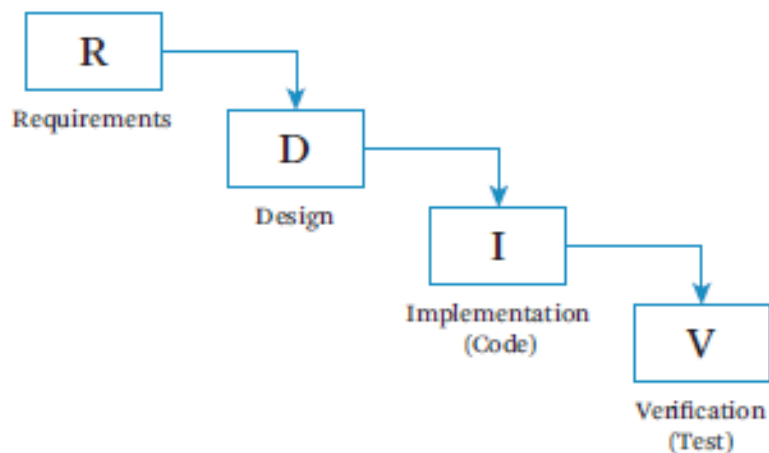 R
Requirements
D
Design
I
Implementation
(Code)
V
Verification
(Test)